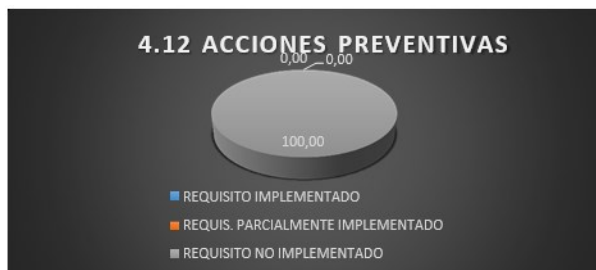 4.12 ACCIONES PREVENTIVAS
0,00 0,00
100,00
REQUISITO IMPLEMENTADO
REQUIS. PARCIALMENTE IMPLEMENTADO
REQUISITO NO IMPLEMENTADO